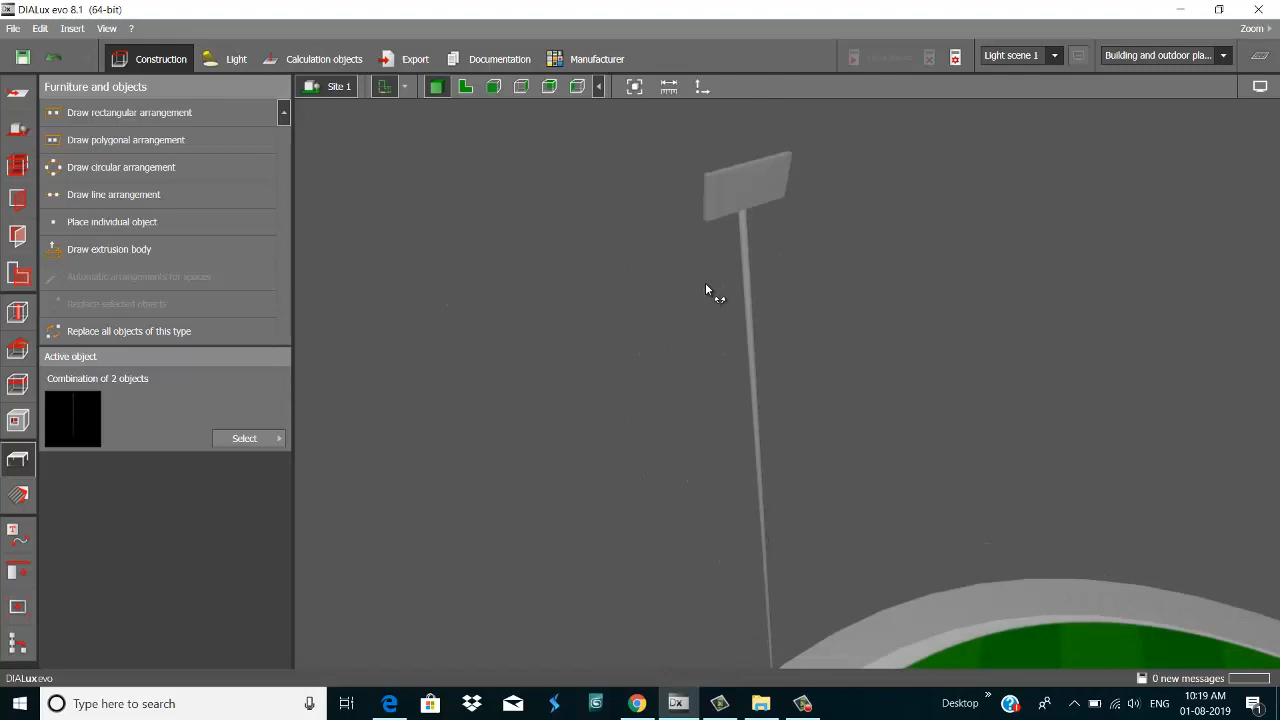 DIALux evo 8.1 (64-bit)
File Edit Insert View ?
Zoom
Construction Light Calculation objects Export Documentation Manufacturer
Light scene 1
Building and outdoor pla...
Furniture and objects
Site 1
Draw rectangular arrangement
Draw polygonal arrangement
Draw circular arrangement
Draw line arrangement
Place individual object
Draw extrusion body
Automatic arrangements for spaces
Replace selected objects
Replace all objects of this type
Active object
Combination of 2 objects
Select
DIALux evo
0 new messages
Type here to search
Desktop
ENG
10:19 AM
01-08-2019